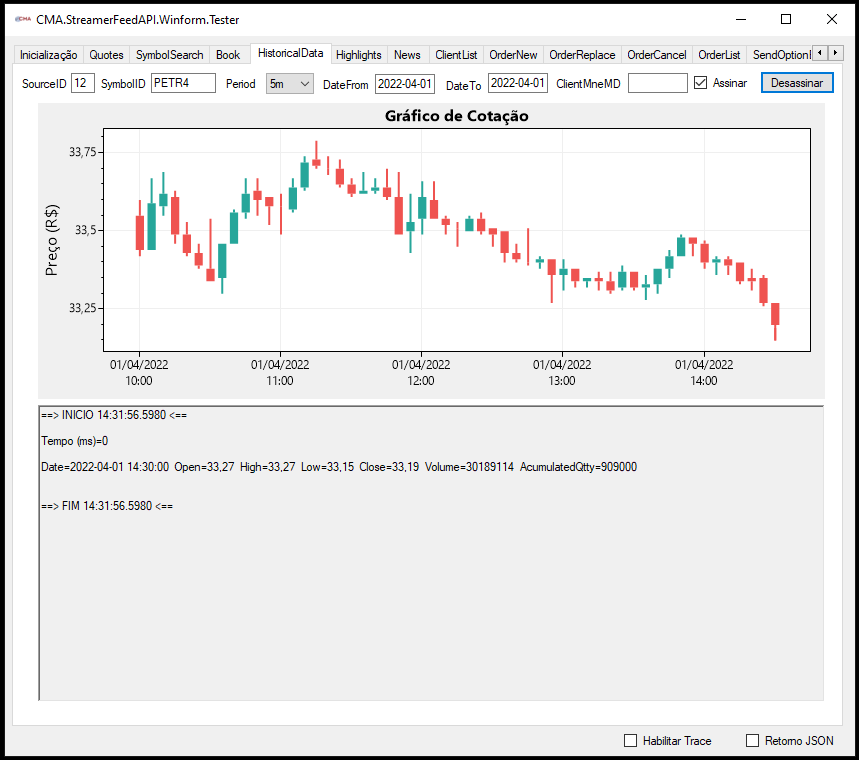 CMA CMA.StreamerFeedAPI.Winform.Tester
Inicialização Quotes SymbolSearch Book HistoricalData Highlights News ClientList OrderNew OrderReplace OrderCancel OrderList SendOptionl
SourceID 12 SymbolID PETR4 Period 5m DateFrom 2022-04-01 DateTo 2022-04-01 ClientMneMD Assinar Desassinar
Gráfico de Cotação
Preço (R$)
33,75
33,5
33,25
01/04/2022 01/04/2022 01/04/2022 01/04/2022 01/04/2022
10:00 11:00 12:00 13:00 14:00
==> INICIO 14:31:56.5980 <==
Tempo (ms)=0
Date=2022-04-01 14:30:00 Open=33,27 High=33,27 Low=33,15 Close=33,19 Volume=30189114 AcumulatedQtty=909000
==> FIM 14:31:56.5980 <==
Habilitar Trace Retorno JSON